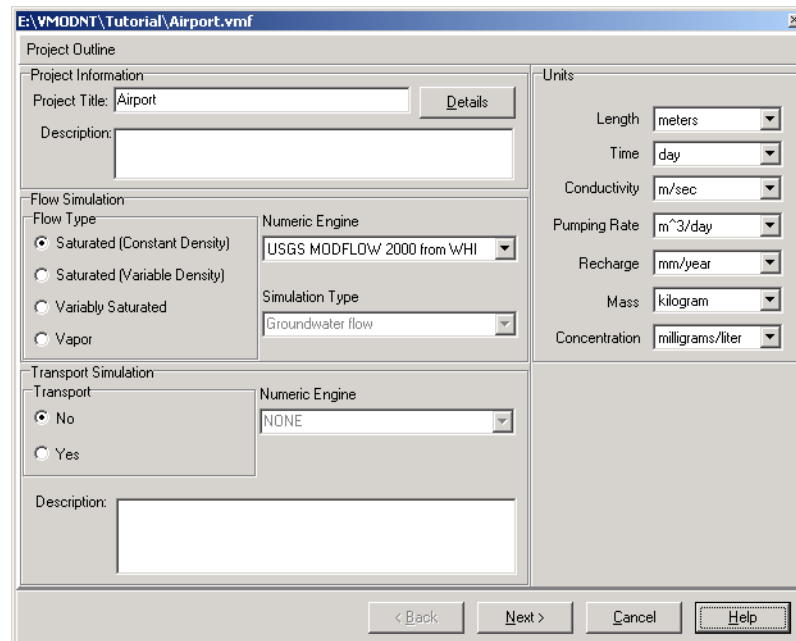 E:\VMODNT\Tutorial\Airport.vmf
Project Outline
Project Information
Project Title: Airport
Details
Description:
Flow Simulation
Flow Type
Saturated (Constant Density)
Saturated (Variable Density)
Variably Saturated
Vapor
Numeric Engine
USGS MODFLOW 2000 from WHI
Simulation Type
Groundwater flow
Transport Simulation
Transport
No
Yes
Numeric Engine
NONE
Description:
Units
Length meters
Time day
Conductivity m/sec
Pumping Rate m^3/day
Recharge mm/year
Mass kilogram
Concentration milligrams/liter
< Back
Next >
Cancel
Help